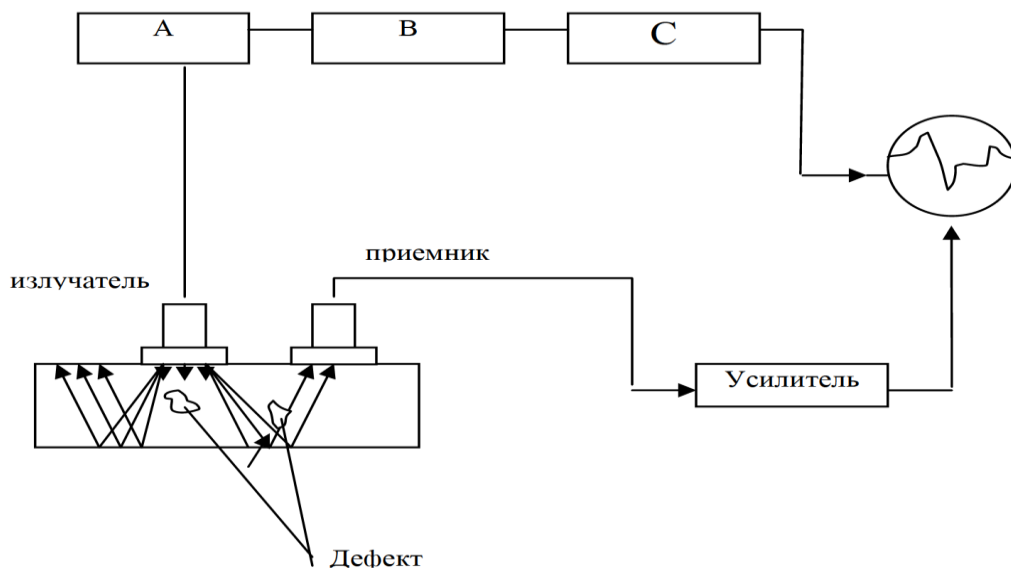 A
B
C
приемник
излучатель
Усилитель
Дефект